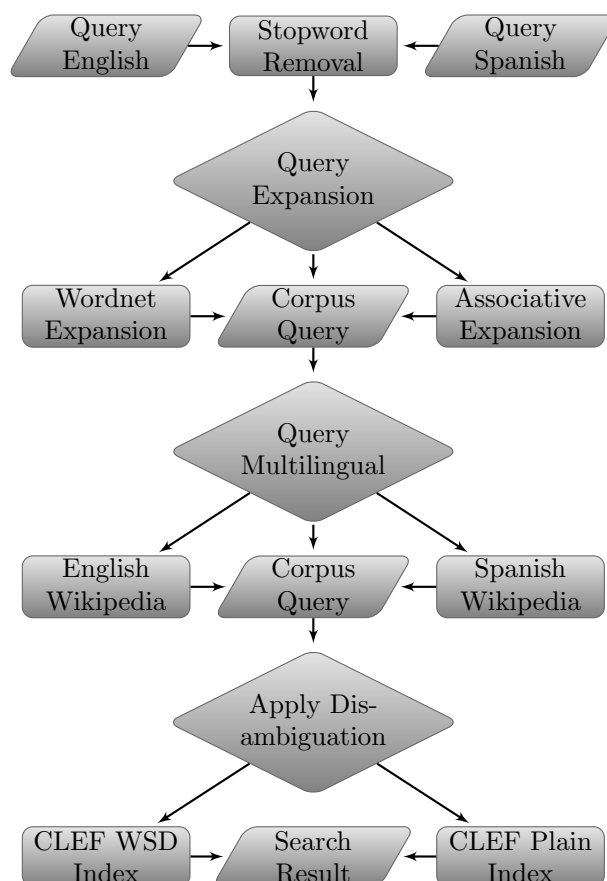 Query
English
Stopword
Removal
Query
Spanish
Query
Expansion
Wordnet
Expansion
Corpus
Query
Associative
Expansion
Query
Multilingual
English
Wikipedia
Corpus
Query
Spanish
Wikipedia
Apply Dis-
ambiguation
CLEF WSD
Index
Search
Result
CLEF Plain
Index